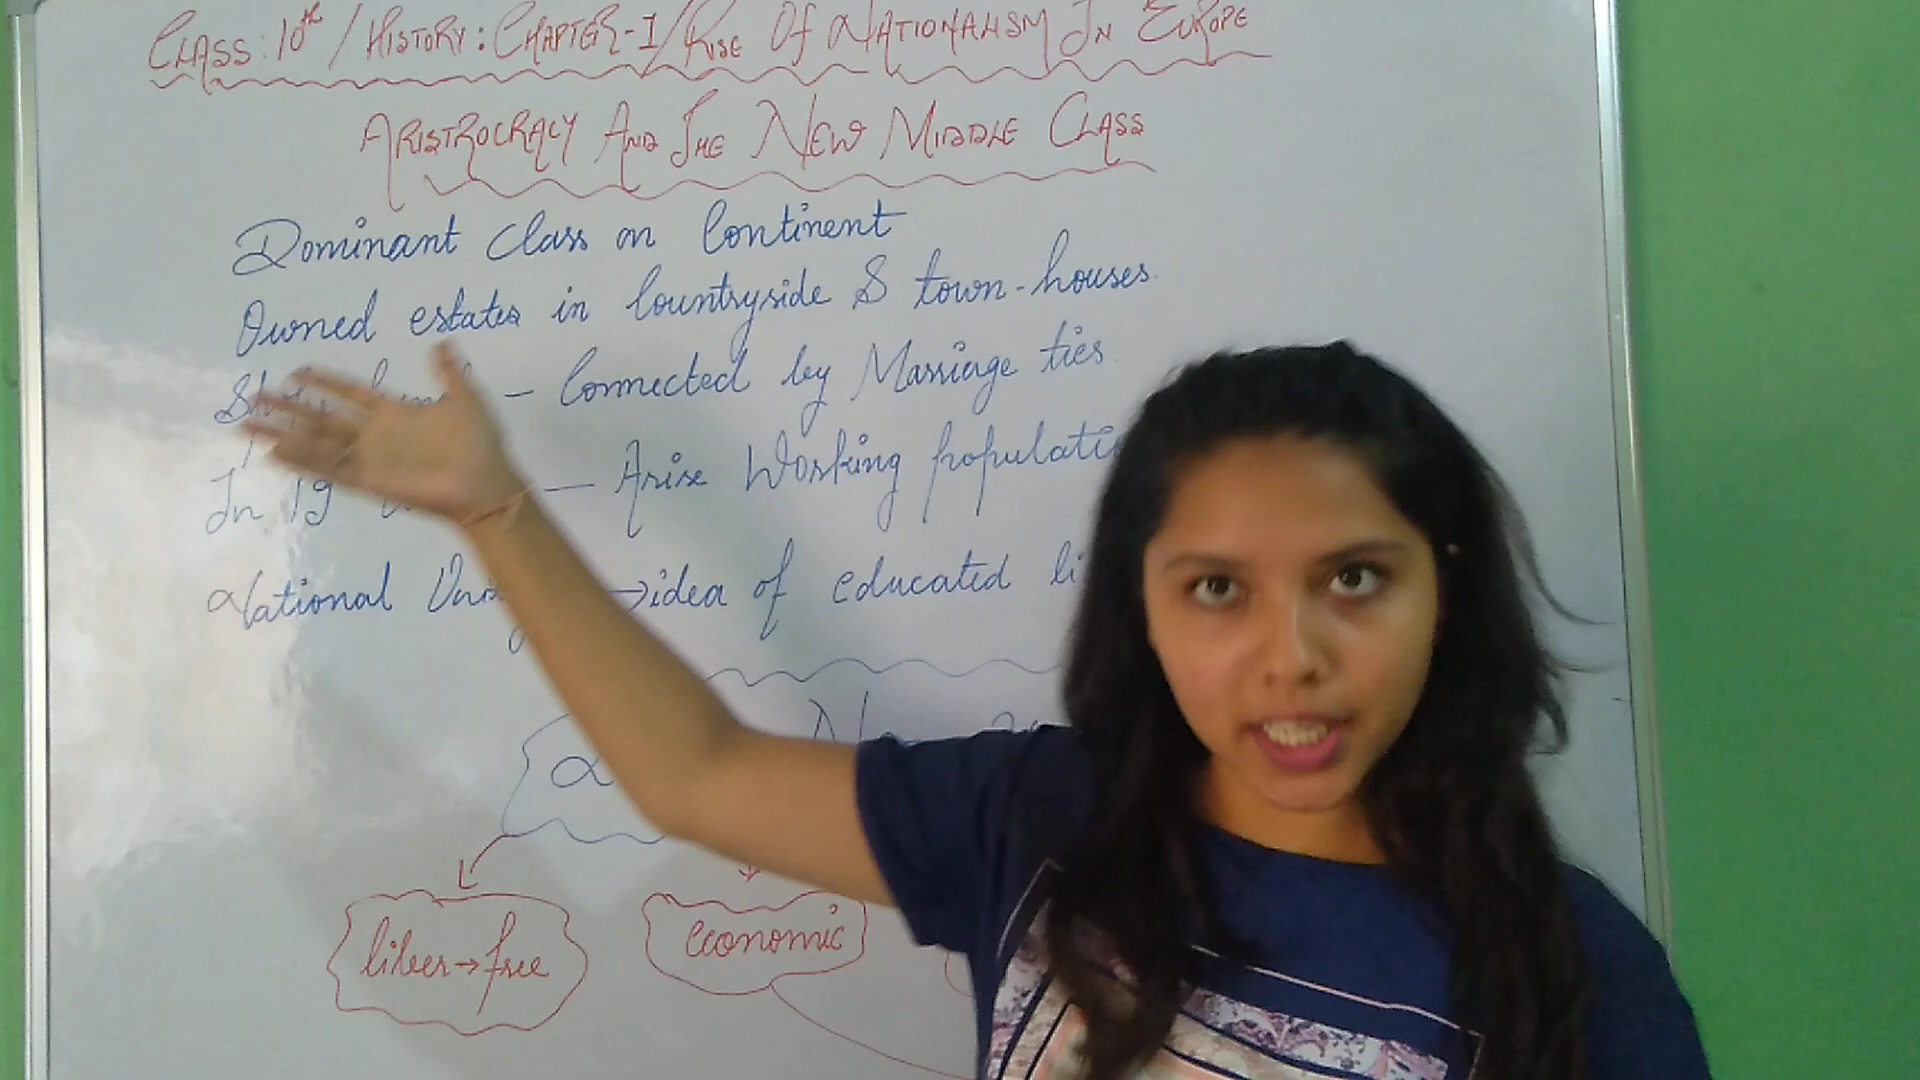 CLASS: 10th / HISTORY: CHAPTER-1 / RISE OF NATIONALISM IN EUROPE
ARISTROCRACY AND THE NEW MIDDLE CLASS
Dominant Class on Continent
Owned estates in Countryside & town-houses.
– Connected by Marriage ties
In 19 — Arise Working
National → idea of educated
liber → free
economic